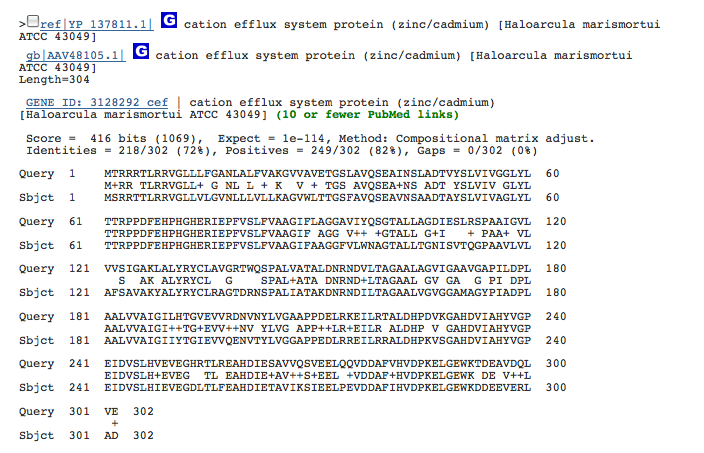 >ref|YP_137811.1| G cation efflux system protein (zinc/cadmium) [Haloarcula marismortui
ATCC 43049]
gb|AAV48105.1| G cation efflux system protein (zinc/cadmium) [Haloarcula marismortui
ATCC 43049]
Length=304
GENE ID: 3128292 cef | cation efflux system protein (zinc/cadmium)
[Haloarcula marismortui ATCC 43049] (10 or fewer PubMed links)
Score = 416 bits (1069), Expect = 1e-114, Method: Compositional matrix adjust.
Identities = 218/302 (72%), Positives = 249/302 (82%), Gaps = 0/302 (0%)
Query 1 MTRRRTLRRVGLLLFGANLALFVAKGVVAVETGSLAVQSEAINSLADTVYSLVIVGGLYL 60
M+RR TLRRVGLL+ G NL L + K V + TGS AVQSEA+NS ADT YSLVIV GLYL
Sbjct 1 MSRRTTLRRVGLLVLGVNLLLVLLKAGVWLTTGSFAVQSEAVNSAADTAYSLVIVAGLYL 60
Query 61 TTRPPDFEHPHGHERIEPFVSLFVAAGIFLAGGAVIYQSGTALLAGDIESLRSPAAIGVL 120
TTRPPDFEHPHGHERIEPFVSLFVAAGIF AGG V++ +GTALL G+I + PAA+ VL
Sbjct 61 TTRPPDFEHPHGHERIEPFVSLFVAAGIFAAGGFVLWNAGTALLTGNISVTQGPAAVLVL 120
Query 121 VVSIGAKLALYRYCLAVGRTWQSPALVATALDNRNDVLTAGAALAGVIGAAVGAPILDPL 180
S AK ALYRYCL G SPAL+ATA DNRND+LTAGAAL GV GA G PI DPL
Sbjct 121 AFSAVAKYALYRYCLRAGTDRNSPALIATAKDNRNDILTAGAALVGVGGAMAGYPIADPL 180
Query 181 AALVVAIGILHTGVEVVRDNVNYLVGAAPPDELRKEILRTALDHPDVKGAHDVIAHYVGP 240
AALVVAIGI++TG+EVV++NV YLVG APP++LR+EILR ALDHP V GAHDVIAHYVGP
Sbjct 181 AALVVAIGIIYTGIEVVQENVTYLVGGAPPEDLRREILRRALDHPKVSGAHDVIAHYVGP 240
Query 241 EIDVSLHVEVEGHRTLREAHDIESAVVQSVEELQQVDDAFVHVDPKELGEWKTDEAVDQL 300
EIDVSLH+EVEG TL EAHDIE+AV++S+EEL +VDDAF+HVDPKELGEWK DE V++L
Sbjct 241 EIDVSLHIEVEGDLTLFEAHDIETAVIKSIEELPEVDDAFIHVDPKELGEWKDDEEVERL 300
Query 301 VE 302
+
Sbjct 301 AD 302